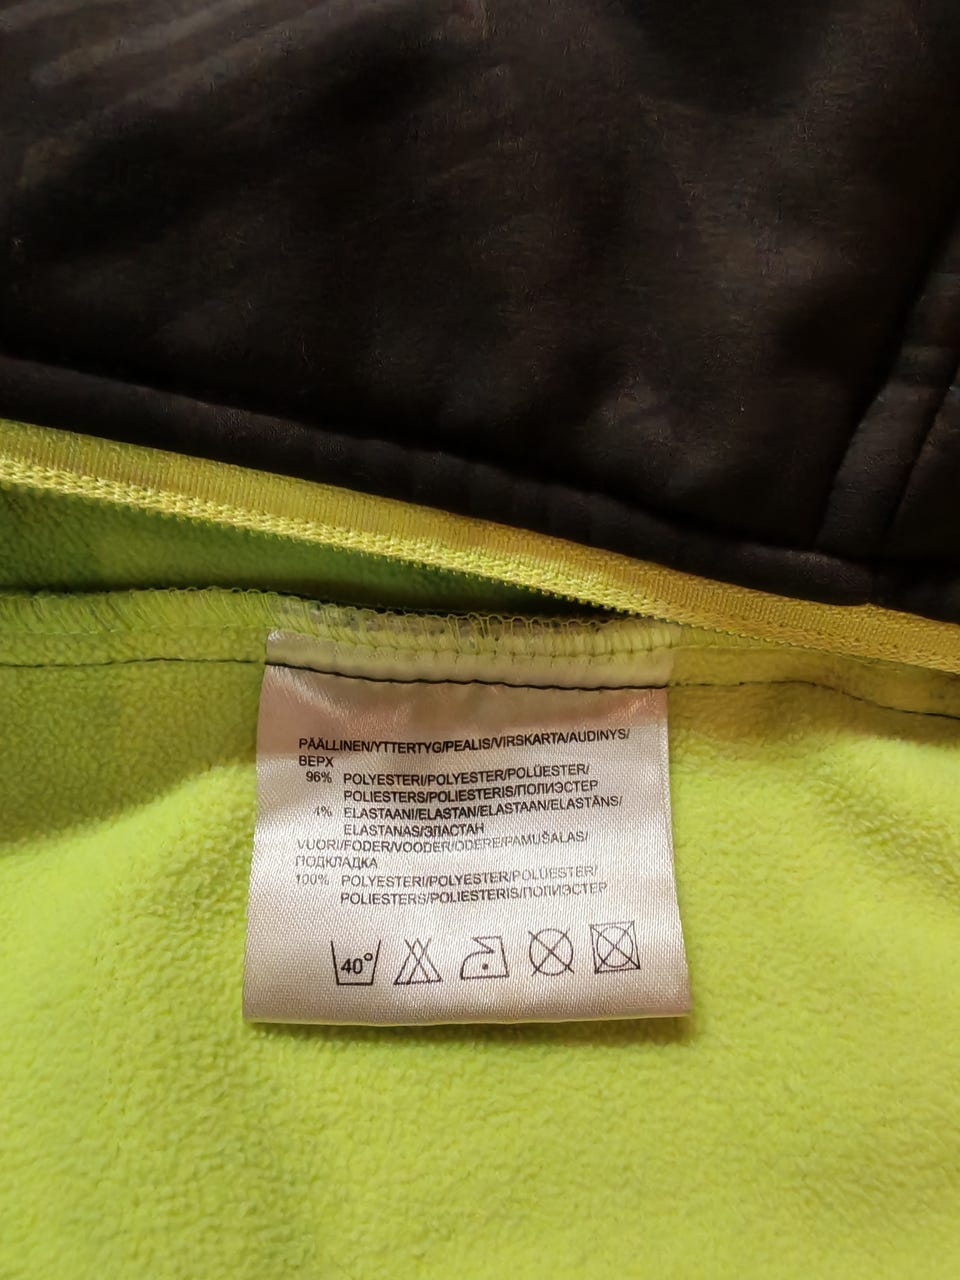 PÄÄLLINEN/YTTERTYG/PEALIS/VIRSKARTA/AUDINYS/
ВЕРХ
96% POLYESTERI/POLYESTER/POLÜESTER/
POLIESTERS/POLIESTERIS/ПОЛИЭСТЕР
4% ELASTAANI/ELASTAN/ELASTAAN/ELASTĀNS/
ELASTANAS/ЭЛАСТАН
VUORI/FODER/VOODER/ODERE/PAMUŠALAS/
ПОДКЛАДКА
100% POLYESTERI/POLYESTER/POLÜESTER/
POLIESTERS/POLIESTERIS/ПОЛИЭСТЕР
40°